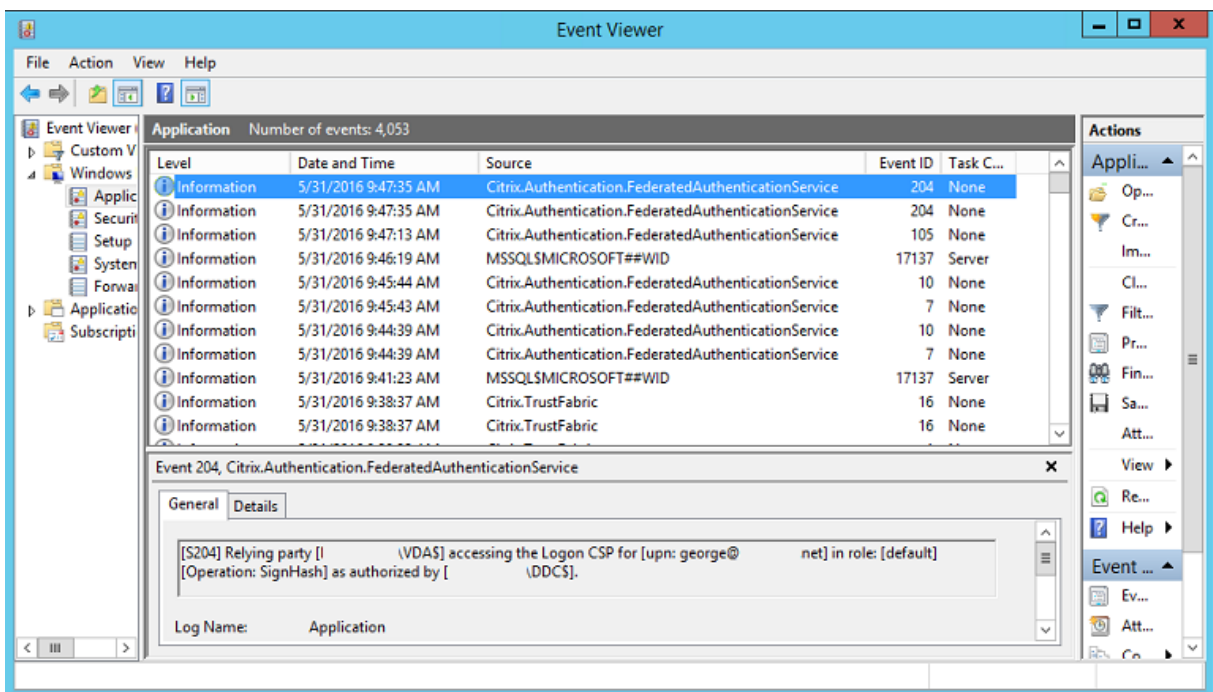 Event Viewer
File Action View Help
Event Viewer (
Custom V
Windows
Applic
Securit
Setup
System
Forwar
Applicatio
Subscripti
Application Number of events: 4,053
Level Date and Time Source Event ID Task C...
Information 5/31/2016 9:47:35 AM Citrix.Authentication.FederatedAuthenticationService 204 None
Information 5/31/2016 9:47:35 AM Citrix.Authentication.FederatedAuthenticationService 204 None
Information 5/31/2016 9:47:13 AM Citrix.Authentication.FederatedAuthenticationService 105 None
Information 5/31/2016 9:46:19 AM MSSQL$MICROSOFT##WID 17137 Server
Information 5/31/2016 9:45:44 AM Citrix.Authentication.FederatedAuthenticationService 10 None
Information 5/31/2016 9:45:43 AM Citrix.Authentication.FederatedAuthenticationService 7 None
Information 5/31/2016 9:44:39 AM Citrix.Authentication.FederatedAuthenticationService 10 None
Information 5/31/2016 9:44:39 AM Citrix.Authentication.FederatedAuthenticationService 7 None
Information 5/31/2016 9:41:23 AM MSSQL$MICROSOFT##WID 17137 Server
Information 5/31/2016 9:38:37 AM Citrix.TrustFabric 16 None
Information 5/31/2016 9:38:37 AM Citrix.TrustFabric 16 None
Event 204, Citrix.Authentication.FederatedAuthenticationService
General Details
[S204] Relying party [ \VDA$] accessing the Logon CSP for [upn: george@ net] in role: [default]
[Operation: SignHash] as authorized by [ \DDC$].
Log Name: Application
Actions
Appli...
Op...
Cr...
Im...
Cl...
Filt...
Pr...
Fin...
Sa...
Att...
View
Re...
Help
Event ...
Ev...
Att...
Co